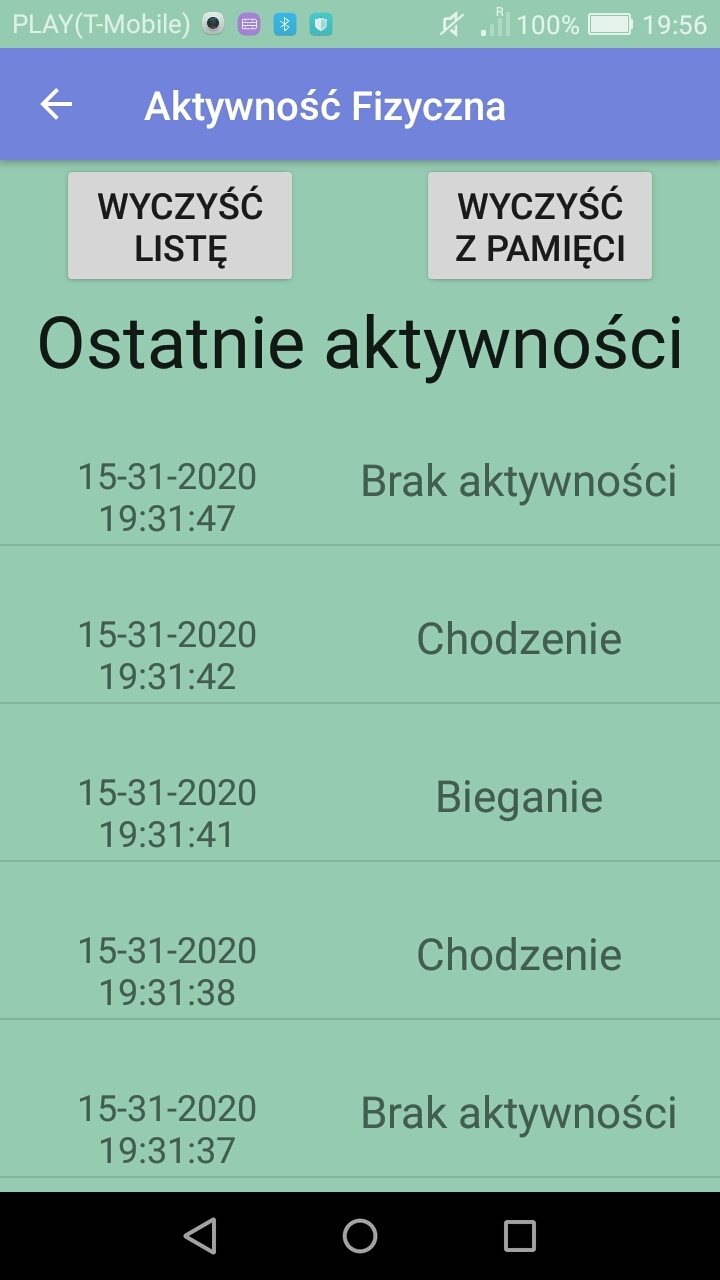 PLAY(T-Mobile) R 100% 19:56
Aktywność Fizyczna
WYCZYŚĆ
LISTĘ
WYCZYŚĆ
Z PAMIĘCI
Ostatnie aktywności
15-31-2020
19:31:47
Brak aktywności
15-31-2020
19:31:42
Chodzenie
15-31-2020
19:31:41
Bieganie
15-31-2020
19:31:38
Chodzenie
15-31-2020
19:31:37
Brak aktywności